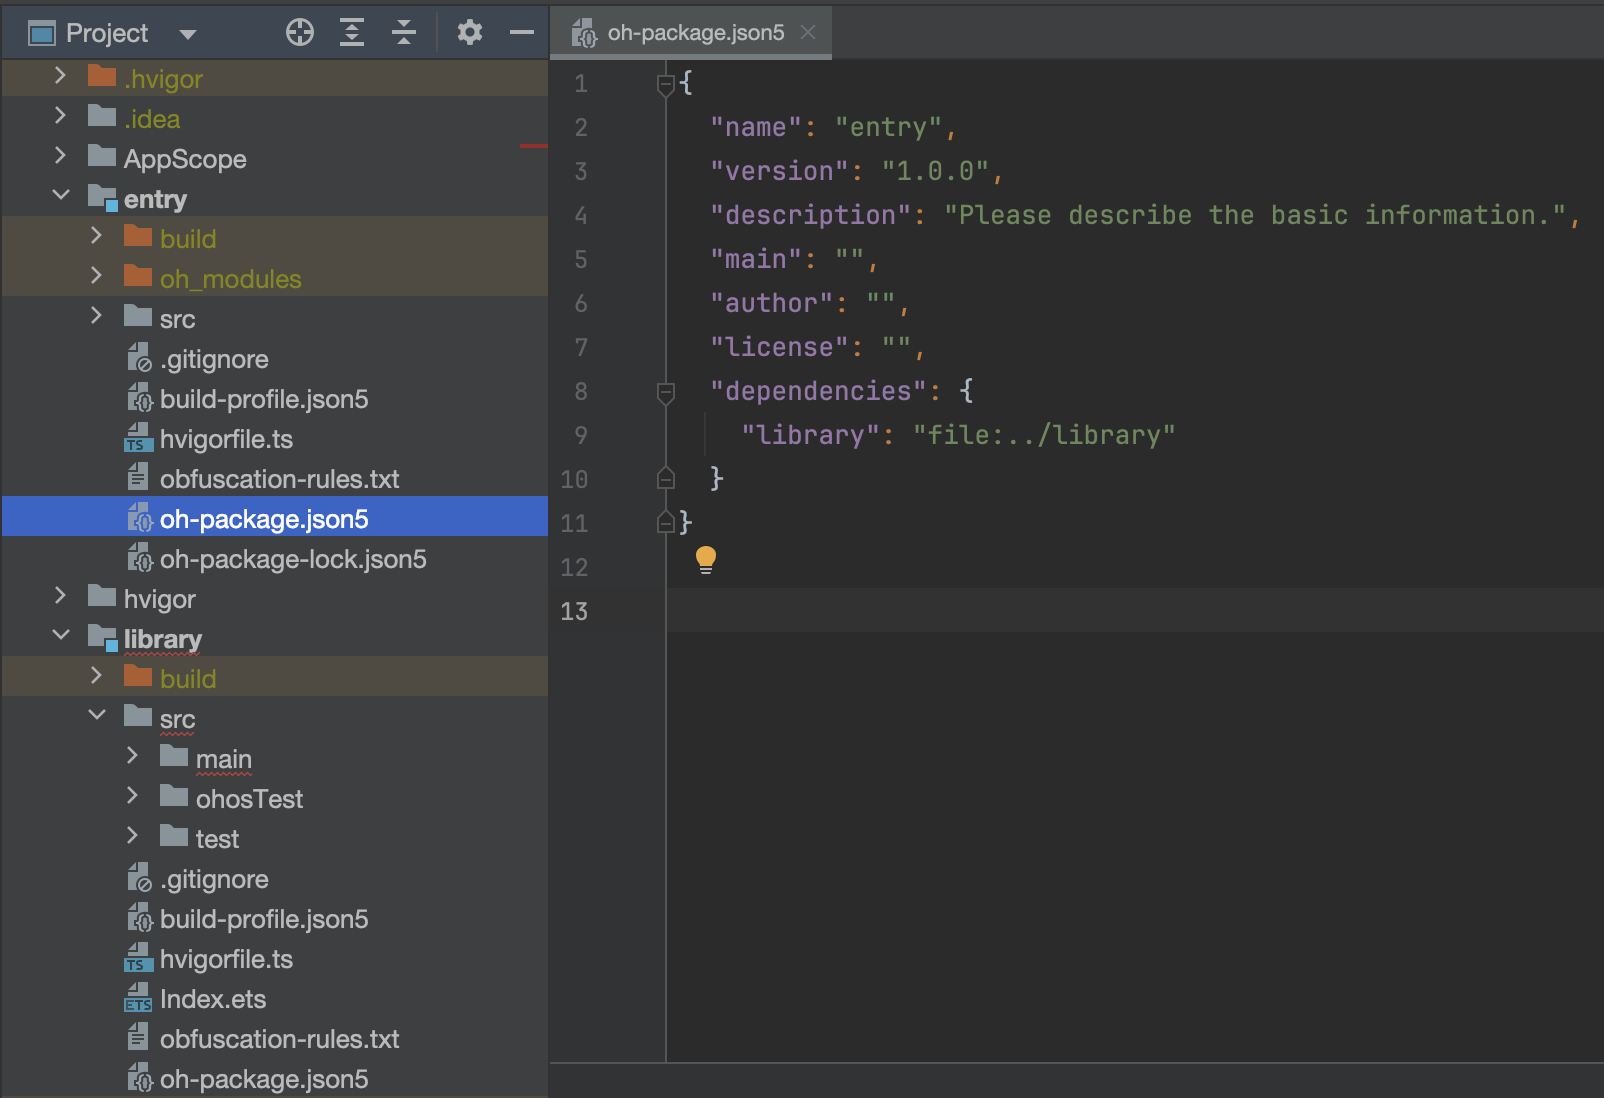 Project
.hvigor
.idea
AppScope
entry
build
oh_modules
src
.gitignore
build-profile.json5
TS hvigorfile.ts
obfuscation-rules.txt
oh-package.json5
oh-package-lock.json5
hvigor
library
build
src
main
ohosTest
test
.gitignore
build-profile.json5
TS hvigorfile.ts
ETS Index.ets
obfuscation-rules.txt
oh-package.json5
oh-package.json5
1 {
2 "name": "entry",
3 "version": "1.0.0",
4 "description": "Please describe the basic information.",
5 "main": "",
6 "author": "",
7 "license": "",
8 "dependencies": {
9 "library": "file:../library"
10 }
11 }
12
13